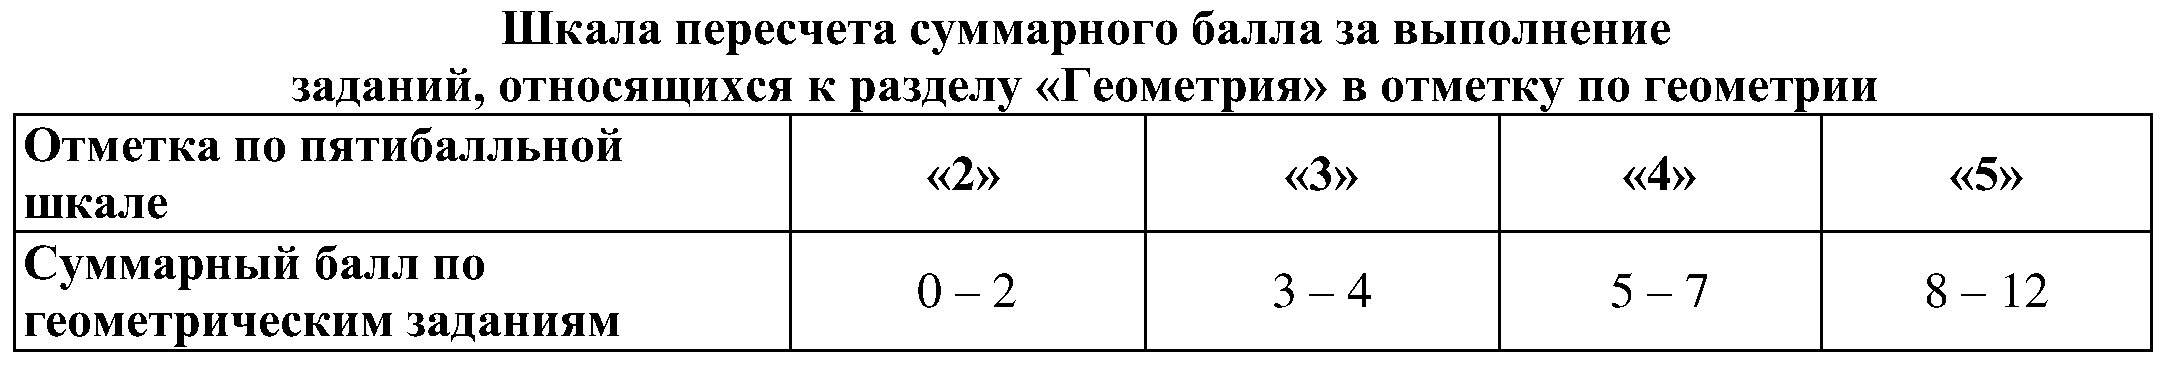 Шкала пересчета суммарного балла за выполнение
заданий, относящихся к разделу «Геометрия» в отметку по геометрии
Отметка по пятибалльной
шкале
«2»
«3»
«4»
«5»
Суммарный балл по
геометрическим заданиям
0 – 2
3 – 4
5 – 7
8 – 12